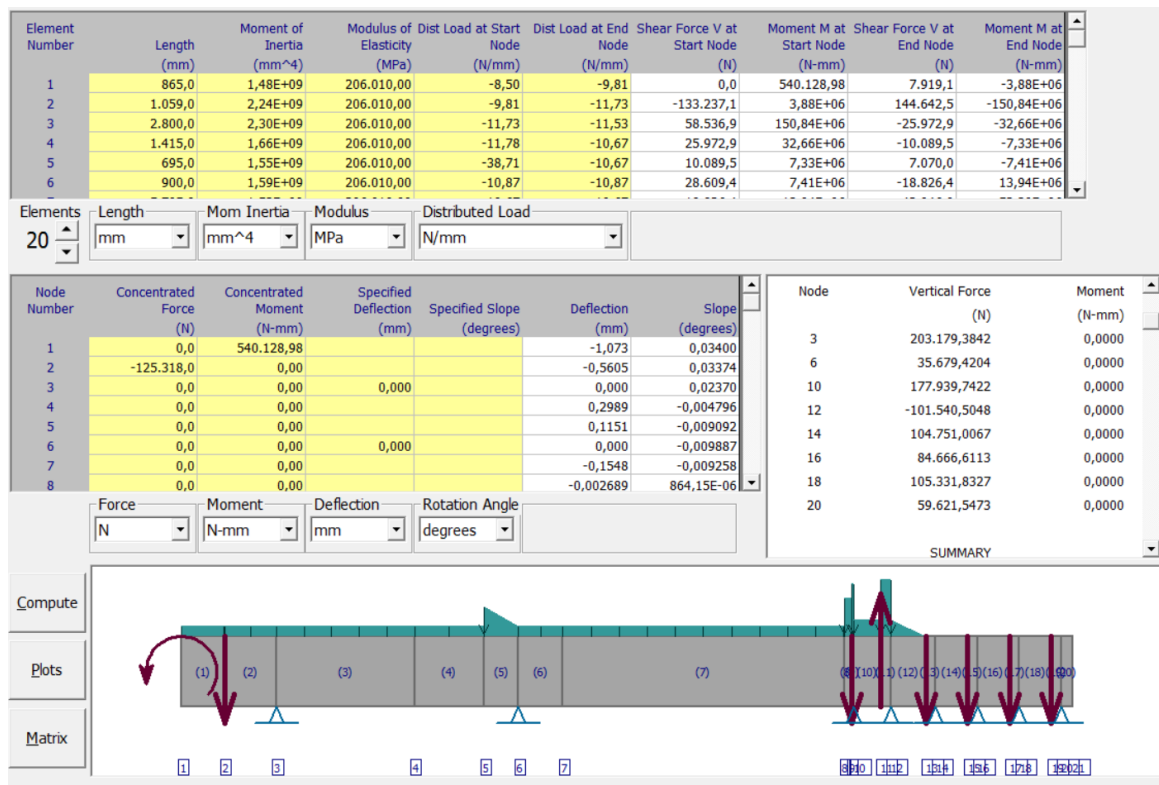 Element Number Length (mm) Moment of Inertia (mm^4) Modulus of Elasticity (MPa) Dist Load at Start Node (N/mm) Dist Load at End Node (N/mm) Shear Force V at Start Node (N) Moment M at Start Node (N-mm) Shear Force V at End Node (N) Moment M at End Node (N-mm)
1 865,0 1,48E+09 206.010,00 -8,50 -9,81 0,0 540.128,98 7.919,1 -3,88E+06
2 1.059,0 2,24E+09 206.010,00 -9,81 -11,73 -133.237,1 3,88E+06 144.642,5 -150,84E+06
3 2.800,0 2,30E+09 206.010,00 -11,73 -11,53 58.536,9 150,84E+06 -25.972,9 -32,66E+06
4 1.415,0 1,66E+09 206.010,00 -11,78 -10,67 25.972,9 32,66E+06 -10.089,5 -7,33E+06
5 695,0 1,55E+09 206.010,00 -38,71 -10,67 10.089,5 7,33E+06 7.070,0 -7,41E+06
6 900,0 1,59E+09 206.010,00 -10,87 -10,87 28.609,4 7,41E+06 -18.826,4 13,94E+06
Elements Length Mom Inertia Modulus Distributed Load
20 mm mm^4 MPa N/mm
Node Number Concentrated Force (N) Concentrated Moment (N-mm) Specified Deflection (mm) Specified Slope (degrees) Deflection (mm) Slope (degrees)
1 0,0 540.128,98 -1,073 0,03400
2 -125.318,0 0,00 -0,5605 0,03374
3 0,0 0,00 0,000 0,000 0,02370
4 0,0 0,00 0,2989 -0,004796
5 0,0 0,00 0,1151 -0,009092
6 0,0 0,00 0,000 0,000 -0,009887
7 0,0 0,00 -0,1548 -0,009258
8 0,0 0,00 -0,002689 864,15E-06
Force Moment Deflection Rotation Angle
N N-mm mm degrees
Node Vertical Force Moment
(N) (N-mm)
3 203.179,3842 0,0000
6 35.679,4204 0,0000
10 177.939,7422 0,0000
12 -101.540,5048 0,0000
14 104.751,0067 0,0000
16 84.666,6113 0,0000
18 105.331,8327 0,0000
20 59.621,5473 0,0000
SUMMARY
Compute
Plots
Matrix
(1) (2) (3) (4) (5) (6) (7) (10) (12) (14) (16) (18)
1 2 3 4 5 6 7 8 10 11 12 13 14 15 16 17 18 21